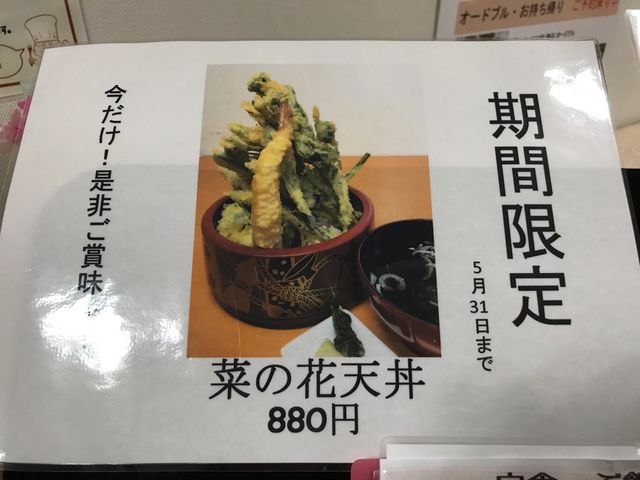 オードブル・お持ち帰り
期間限定
5月31日まで
今だけ！是非ご賞味
菜の花天丼
880円